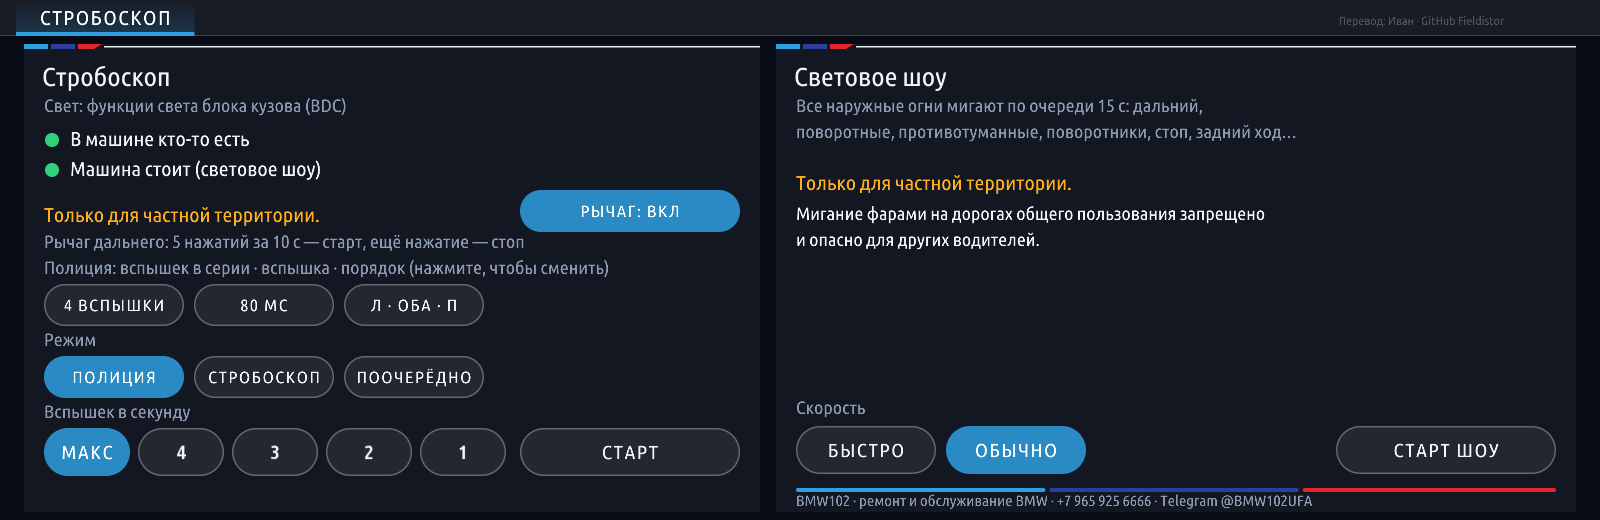 СТРОБОСКОП
Перевод: Иван · GitHub Fieldistor
Стробоскоп
Свет: функции света блока кузова (BDC)
В машине кто-то есть
Машина стоит (световое шоу)
Только для частной территории.
РЫЧАГ: ВКЛ
Рычаг дальнего: 5 нажатий за 10 с — старт, ещё нажатие — стоп
Полиция: вспышек в серии · вспышка · порядок (нажмите, чтобы сменить)
4 ВСПЫШКИ 80 МС Л · ОБА · П
Режим
ПОЛИЦИЯ СТРОБОСКОП ПООЧЕРЁДНО
Вспышек в секунду
МАКС 4 3 2 1 СТАРТ
Световое шоу
Все наружные огни мигают по очереди 15 с: дальний,
поворотные, противотуманные, поворотники, стоп, задний ход…
Только для частной территории.
Мигание фарами на дорогах общего пользования запрещено
и опасно для других водителей.
Скорость
БЫСТРО ОБЫЧНО СТАРТ ШОУ
BMW102 · ремонт и обслуживание BMW · +7 965 925 6666 · Telegram @BMW102UFA